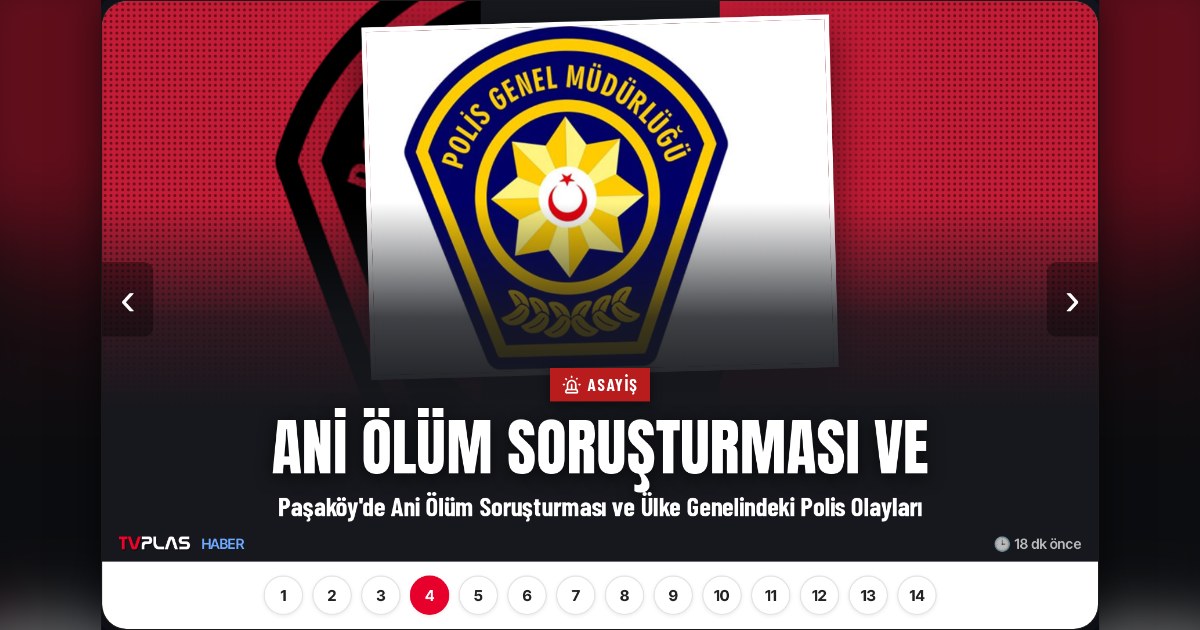 POLİS GENEL MÜDÜRLÜĞÜ
ASAYİŞ
ANİ ÖLÜM SORUŞTURMASI VE
Paşaköy'de Ani Ölüm Soruşturması ve Ülke Genelindeki Polis Olayları
TVPLAS HABER
18 dk önce
1 2 3 4 5 6 7 8 9 10 11 12 13 14